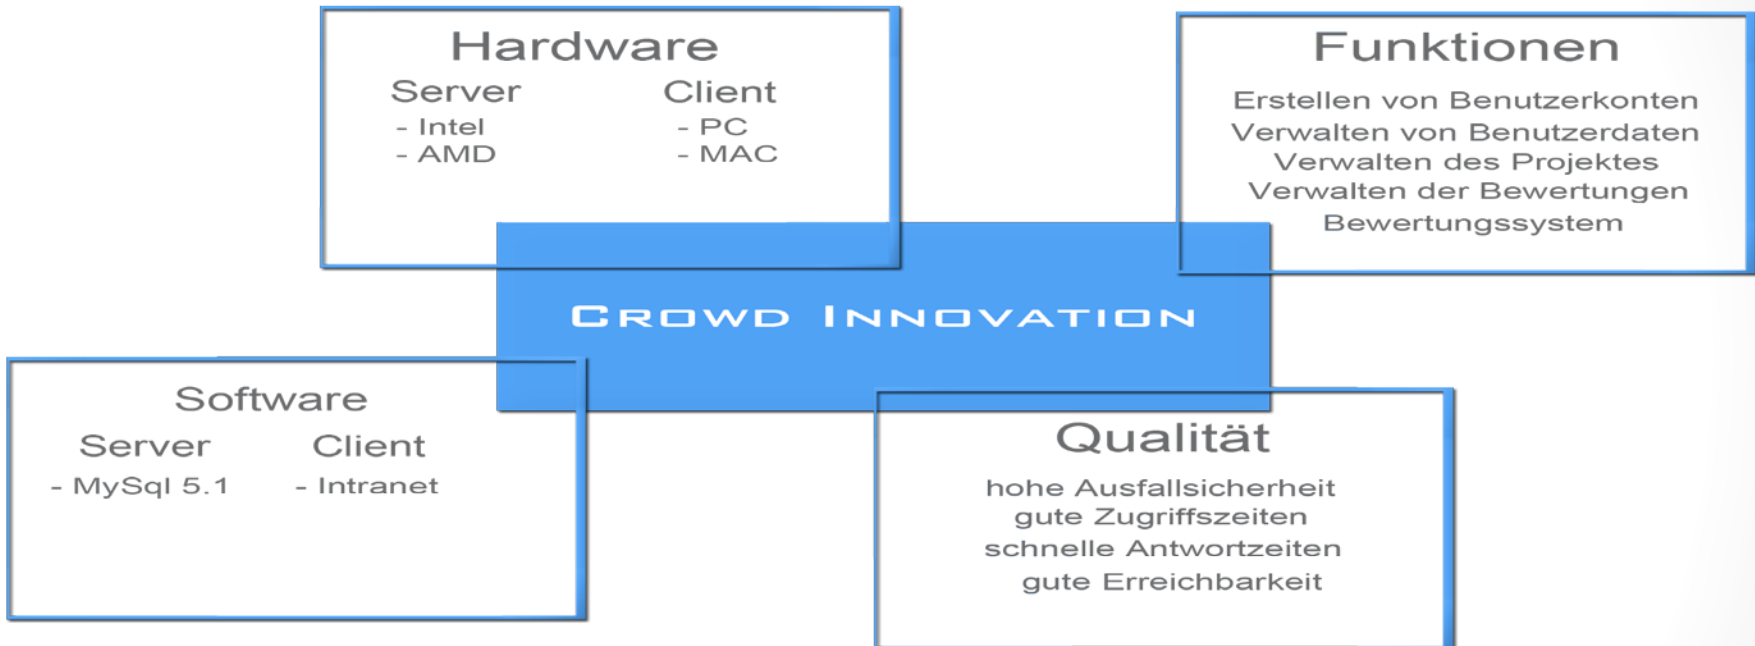 Hardware
Server Client
- Intel - PC
- AMD - MAC
Funktionen
Erstellen von Benutzerkonten
Verwalten von Benutzerdaten
Verwalten des Projektes
Verwalten der Bewertungen
Bewertungssystem
CROWD INNOVATION
Software
Server Client
- MySql 5.1 - Intranet
Qualität
hohe Ausfallsicherheit
gute Zugriffszeiten
schnelle Antwortzeiten
gute Erreichbarkeit